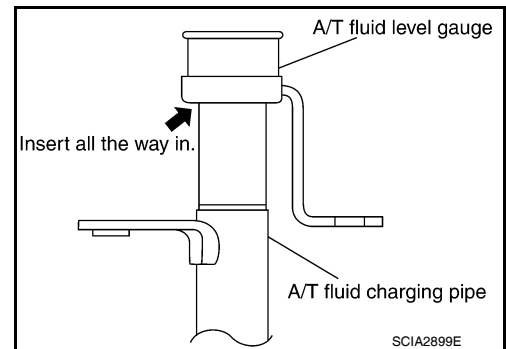 A/T fluid level gauge
Insert all the way in.
A/T fluid charging pipe
SCIA2899E